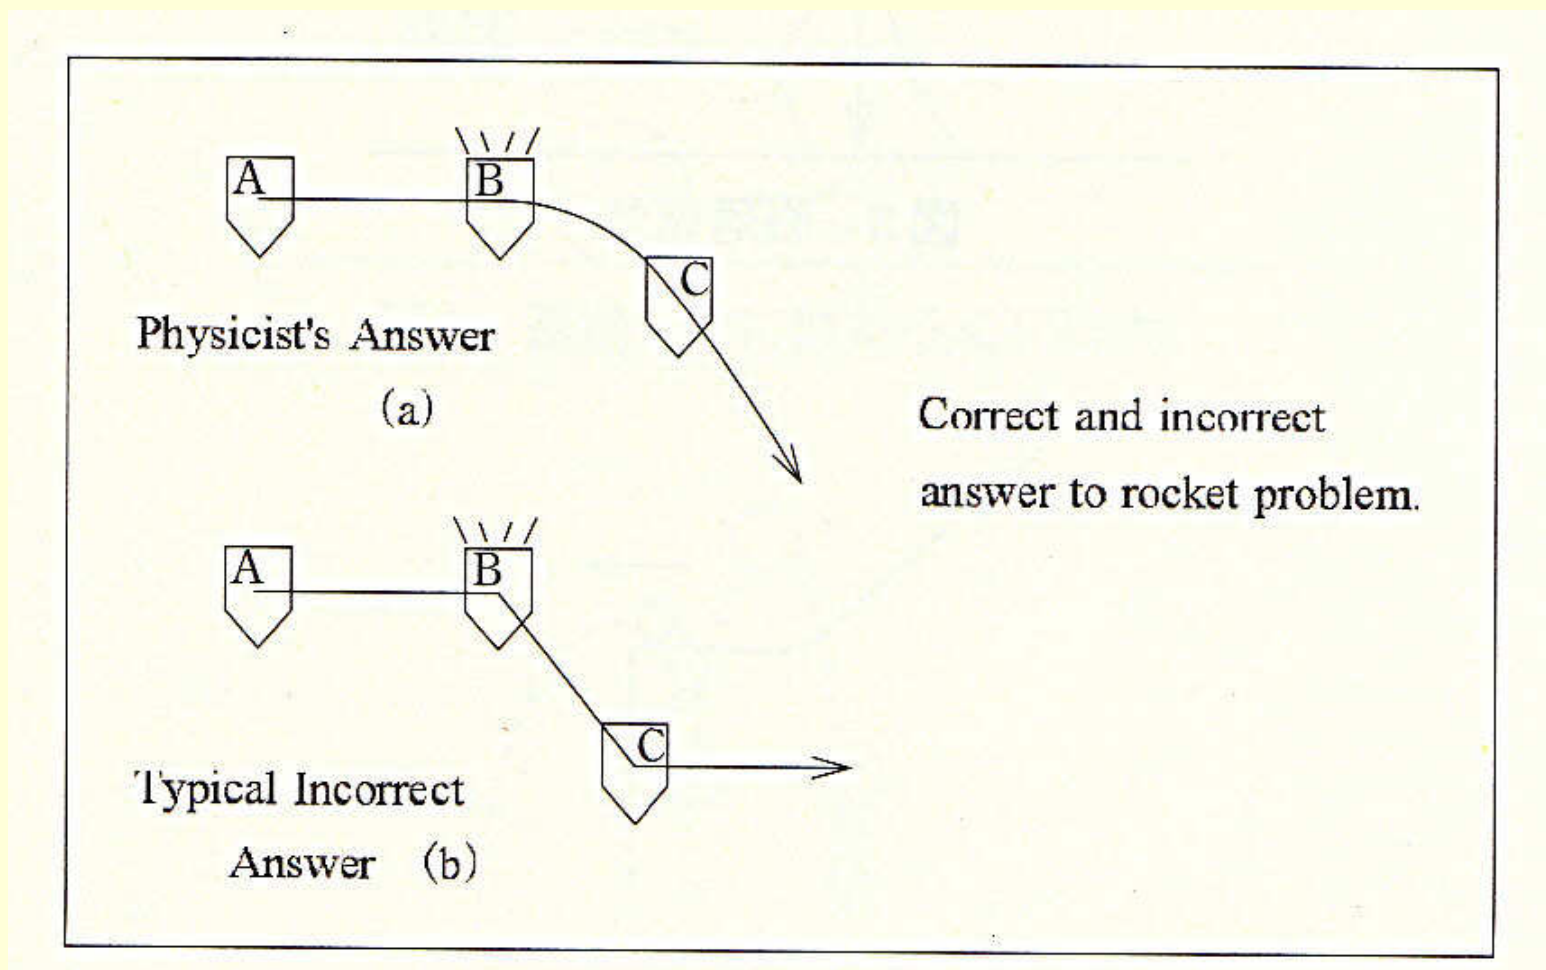 A
B
C
Physicist's Answer
(a)
Correct and incorrect
answer to rocket problem.
A
B
C
Typical Incorrect
Answer (b)